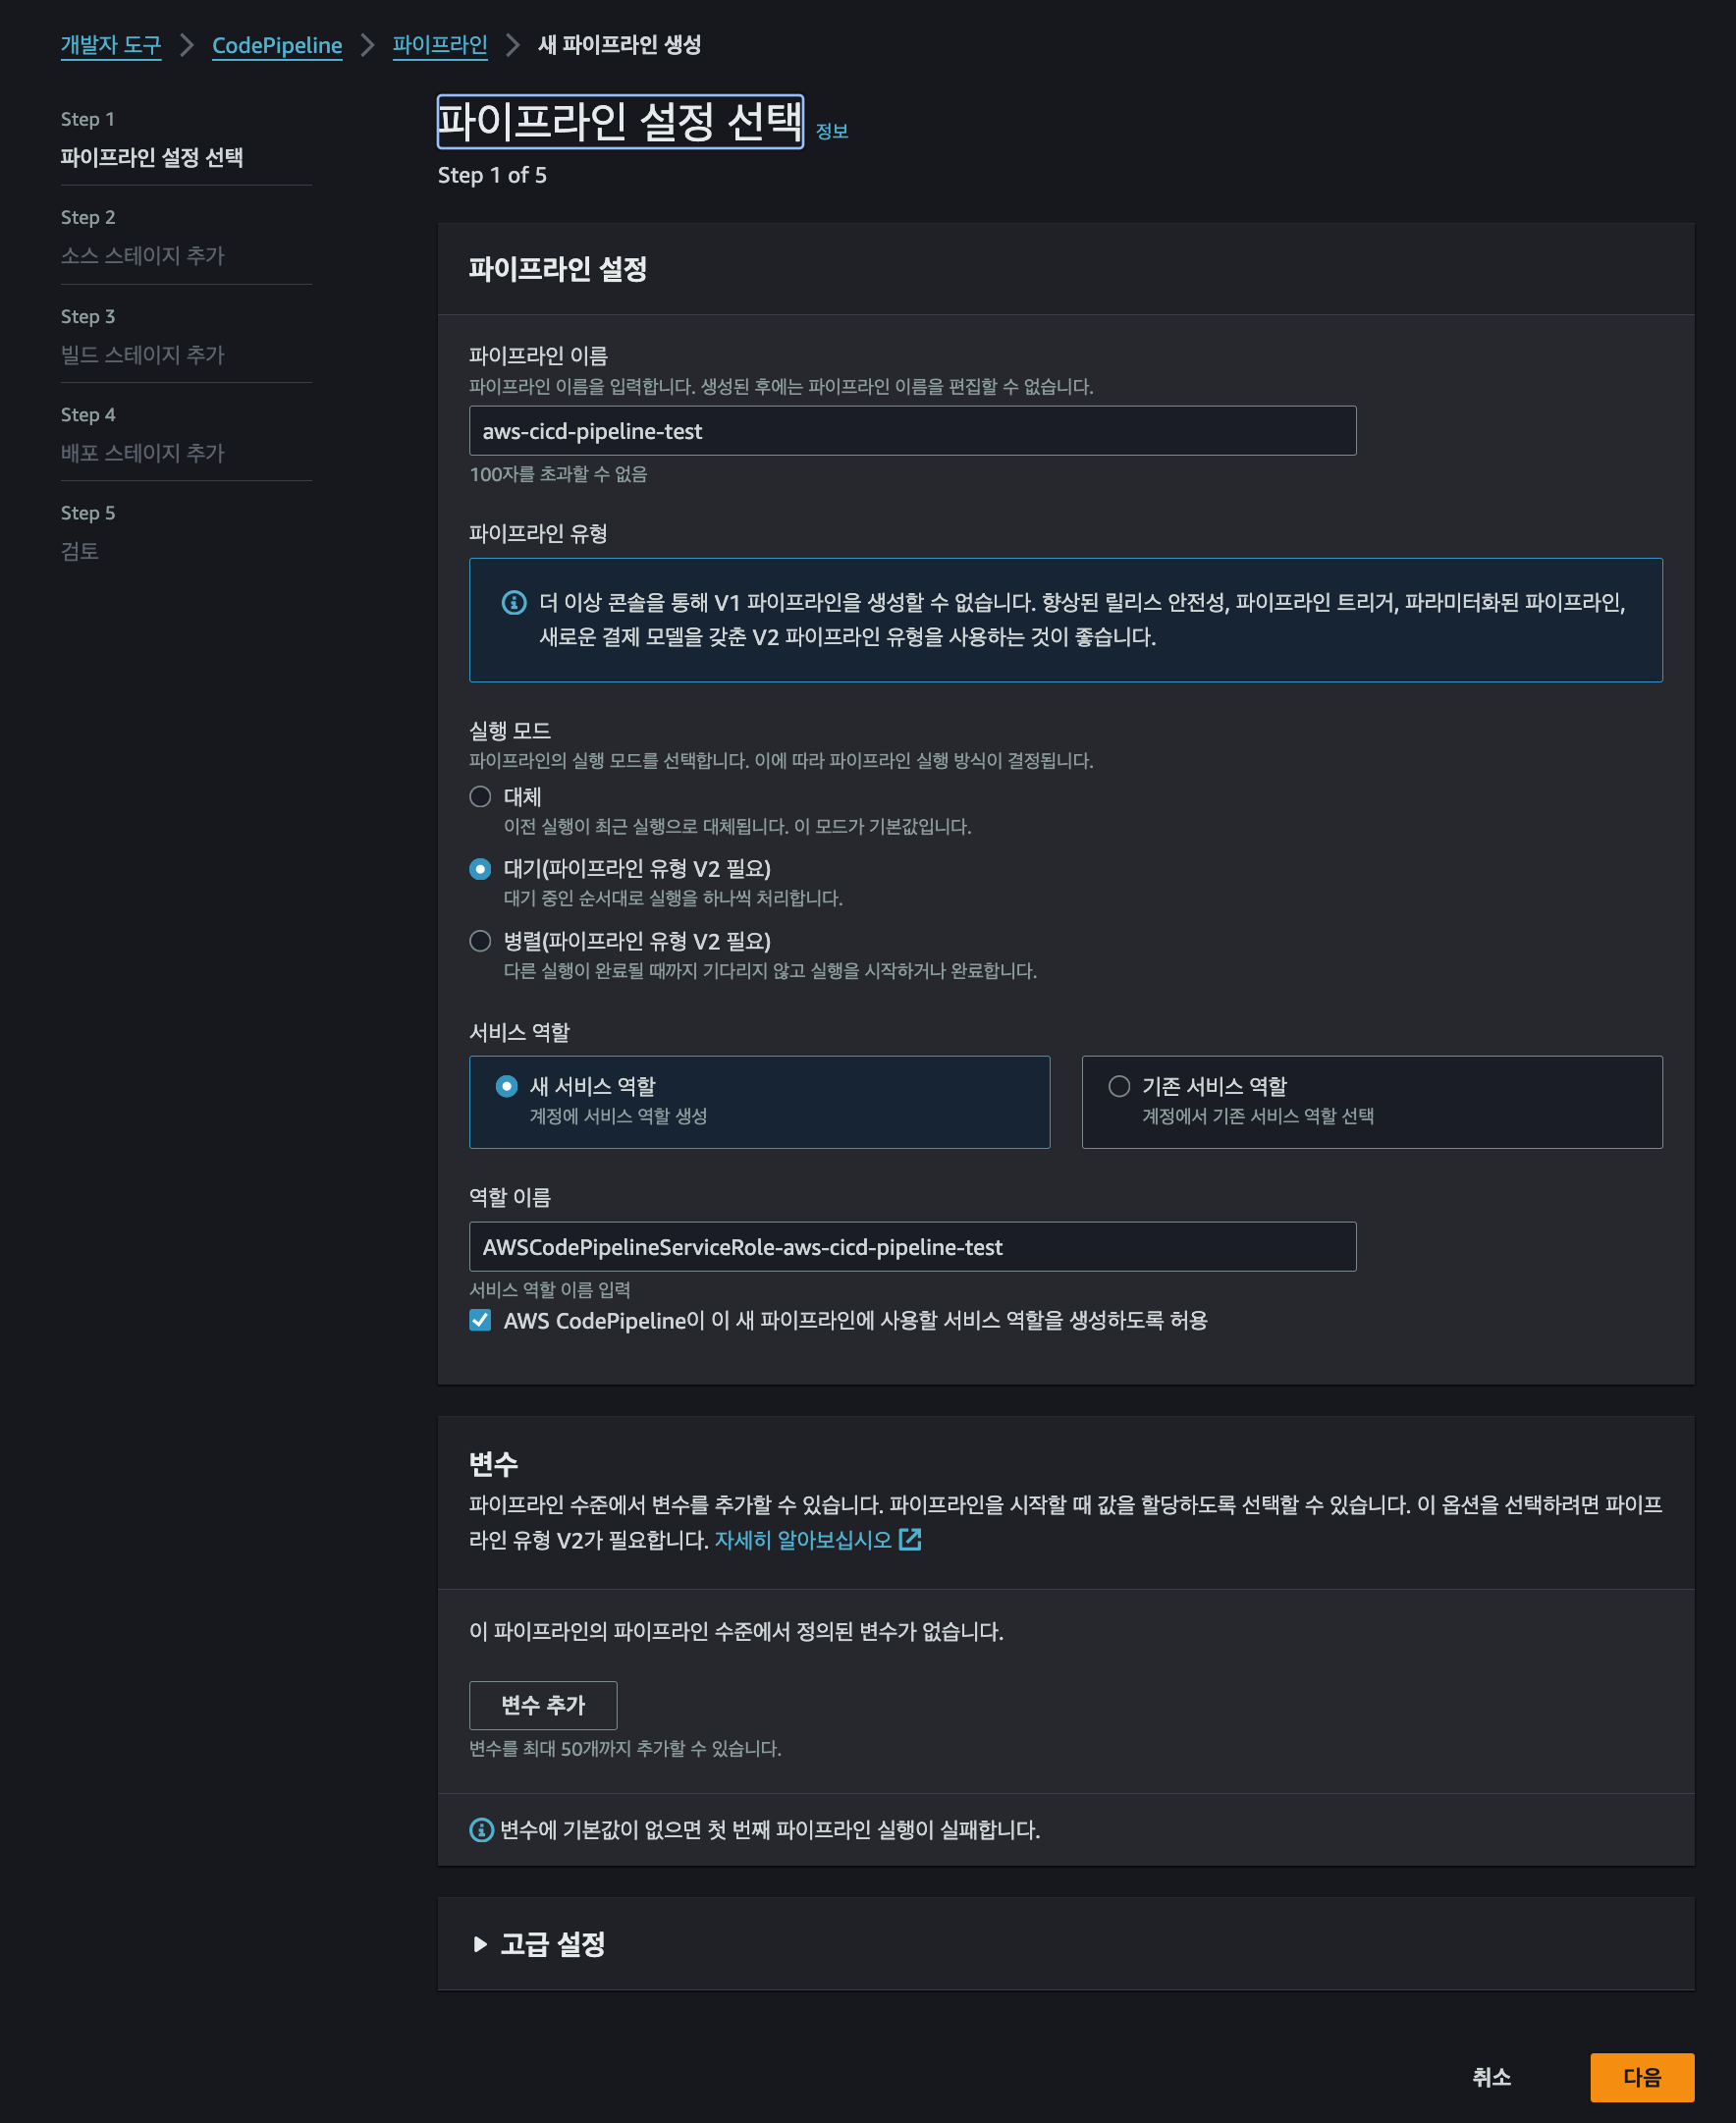 개발자 도구 > CodePipeline > 파이프라인 > 새 파이프라인 생성
Step 1
파이프라인 설정 선택
Step 2
소스 스테이지 추가
Step 3
빌드 스테이지 추가
Step 4
배포 스테이지 추가
Step 5
검토
파이프라인 설정 선택 정보
Step 1 of 5
파이프라인 설정
파이프라인 이름
파이프라인 이름을 입력합니다. 생성된 후에는 파이프라인 이름을 편집할 수 없습니다.
aws-cicd-pipeline-test
100자를 초과할 수 없음
파이프라인 유형
더 이상 콘솔을 통해 V1 파이프라인을 생성할 수 없습니다. 향상된 릴리스 안전성, 파이프라인 트리거, 파라미터화된 파이프라인,
새로운 결제 모델을 갖춘 V2 파이프라인 유형을 사용하는 것이 좋습니다.
실행 모드
파이프라인의 실행 모드를 선택합니다. 이에 따라 파이프라인 실행 방식이 결정됩니다.
대체
이전 실행이 최근 실행으로 대체됩니다. 이 모드가 기본값입니다.
대기(파이프라인 유형 V2 필요)
대기 중인 순서대로 실행을 하나씩 처리합니다.
병렬(파이프라인 유형 V2 필요)
다른 실행이 완료될 때까지 기다리지 않고 실행을 시작하거나 완료합니다.
서비스 역할
새 서비스 역할
계정에 서비스 역할 생성
기존 서비스 역할
계정에서 기존 서비스 역할 선택
역할 이름
AWSCodePipelineServiceRole-aws-cicd-pipeline-test
서비스 역할 이름 입력
AWS CodePipeline이 이 새 파이프라인에 사용할 서비스 역할을 생성하도록 허용
변수
파이프라인 수준에서 변수를 추가할 수 있습니다. 파이프라인을 시작할 때 값을 할당하도록 선택할 수 있습니다. 이 옵션을 선택하려면 파이프
라인 유형 V2가 필요합니다. 자세히 알아보십시오
이 파이프라인의 파이프라인 수준에서 정의된 변수가 없습니다.
변수 추가
변수를 최대 50개까지 추가할 수 있습니다.
변수에 기본값이 없으면 첫 번째 파이프라인 실행이 실패합니다.
고급 설정
취소
다음